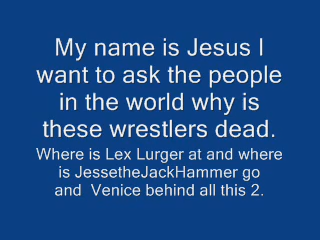 My name is Jesus I
want to ask the people
in the world why is
these wrestlers dead.
Where is Lex Lurger at and where
is JessetheJackHammer go
and  Venice behind all this 2.